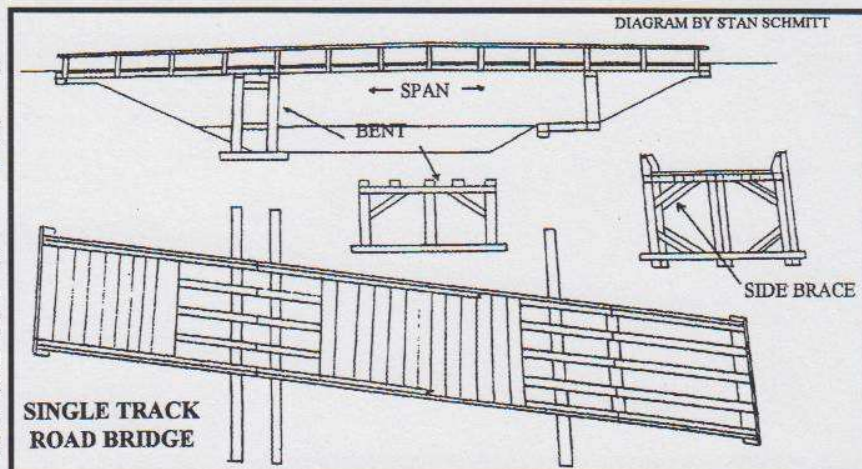 DIAGRAM BY STAN SCHMITT
SPAN
BENT
SIDE BRACE
SINGLE TRACK
ROAD BRIDGE